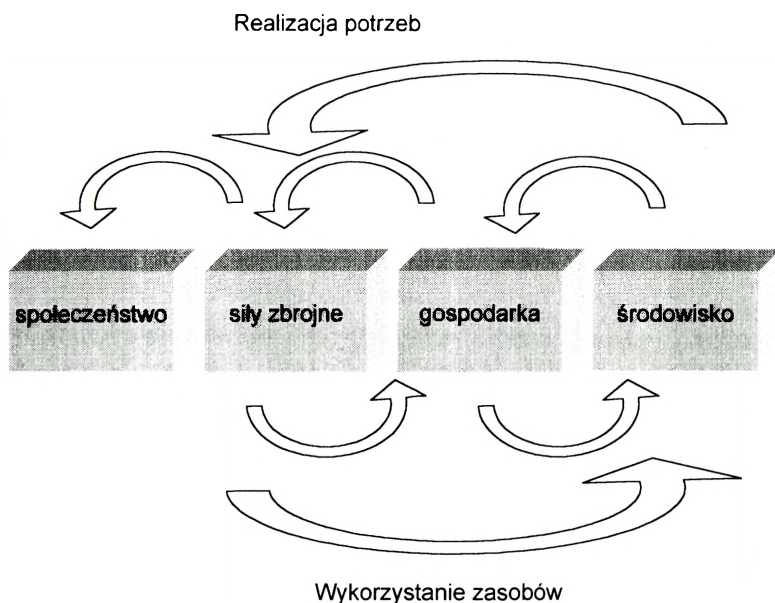 Realizacja potrzeb
społeczeństwo
siły zbrojne
gospodarka
środowisko
Wykorzystanie zasobów